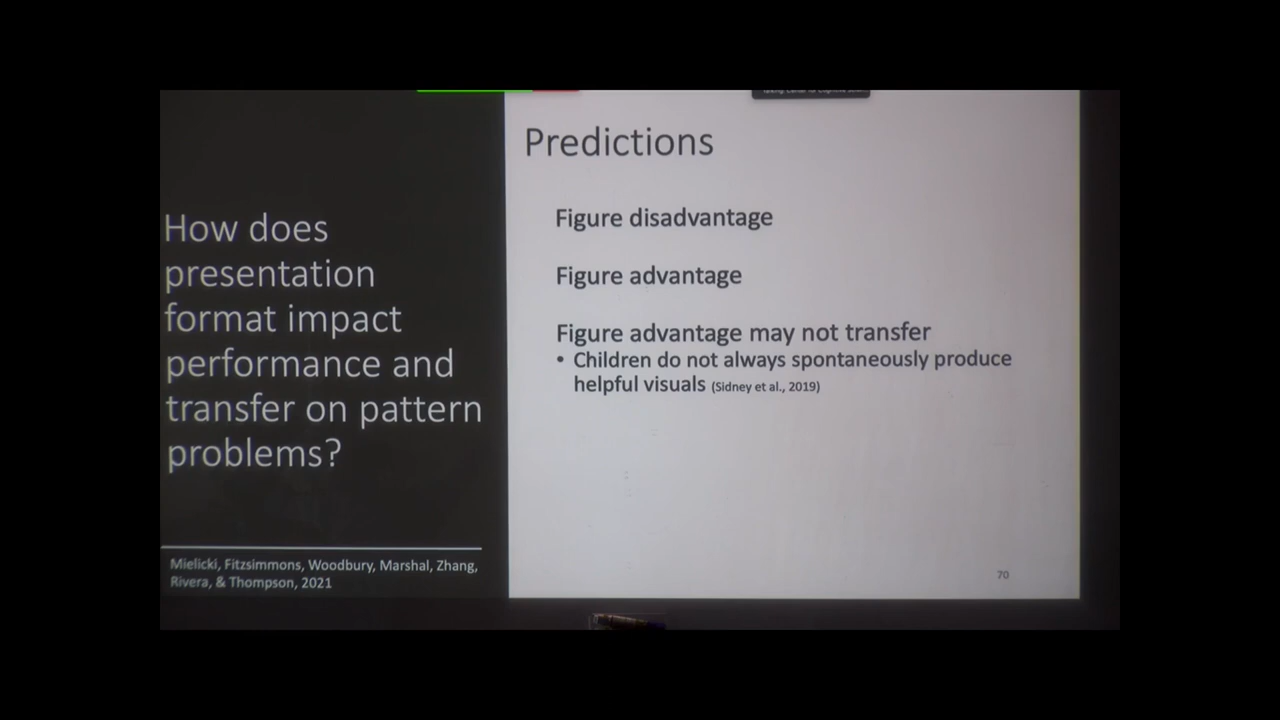 How does
presentation
format impact
performance and
transfer on pattern
problems?
Mielicki, Fitzsimmons, Woodbury, Marshal, Zhang,
Rivera, & Thompson, 2021
Predictions
Figure disadvantage
Figure advantage
Figure advantage may not transfer
• Children do not always spontaneously produce
helpful visuals (Sidney et al., 2019)
70